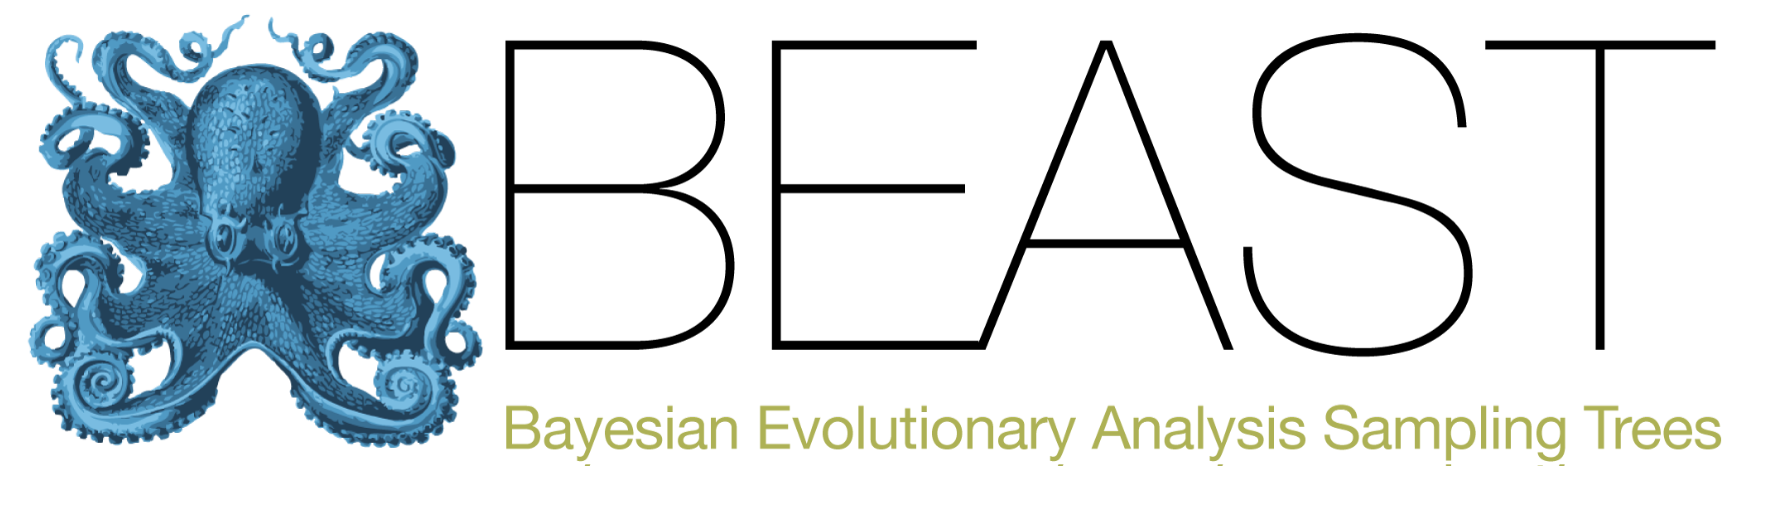 BEAST
Bayesian Evolutionary Analysis Sampling Trees